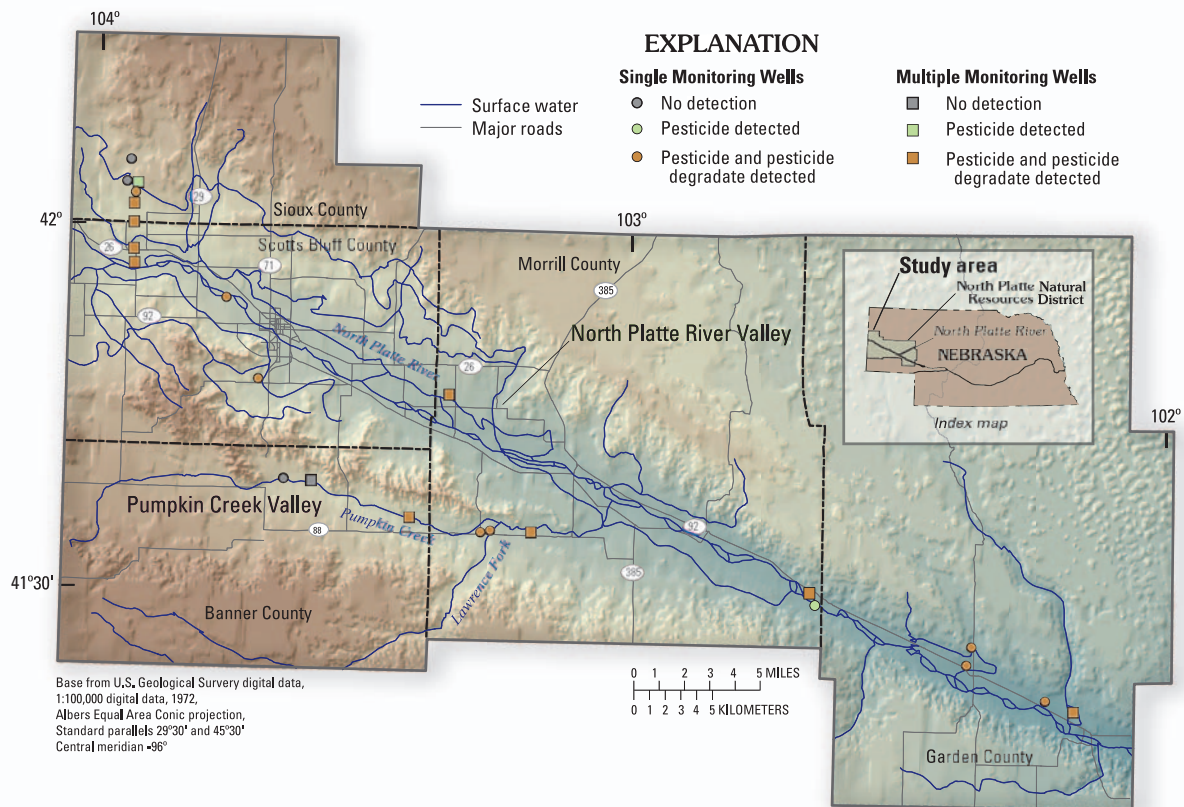 104°
EXPLANATION
Single Monitoring Wells
No detection
Pesticide detected
Pesticide and pesticide
degradate detected
Multiple Monitoring Wells
No detection
Pesticide detected
Pesticide and pesticide
degradate detected
Surface water
Major roads
29
Sioux County
42°
103°
26
Scotts Bluff County
71
Morrill County
385
92
North Platte River
North Platte River Valley
26
Study area
North Platte Natural
Resources District
North Platte River
NEBRASKA
Index map
102°
Pumpkin Creek Valley
Pumpkin Creek
88
92
Lawrence Fork
385
41°30'
Banner County
Garden County
0 1 2 3 4 5 MILES
0 1 2 3 4 5 KILOMETERS
Base from U.S. Geological Survery digital data,
1:100,000 digital data, 1972,
Albers Equal Area Conic projection,
Standard parallels 29°30' and 45°30'
Central meridian -96°